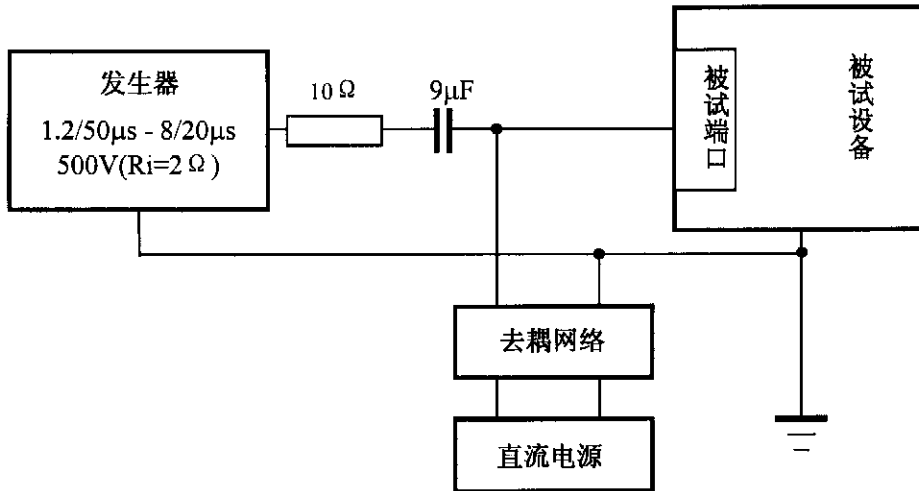 发生器
1.2/50μs - 8/20μs
500V(Ri=2Ω)
10Ω
9μF
被试端口
被试设备
去耦网络
直流电源